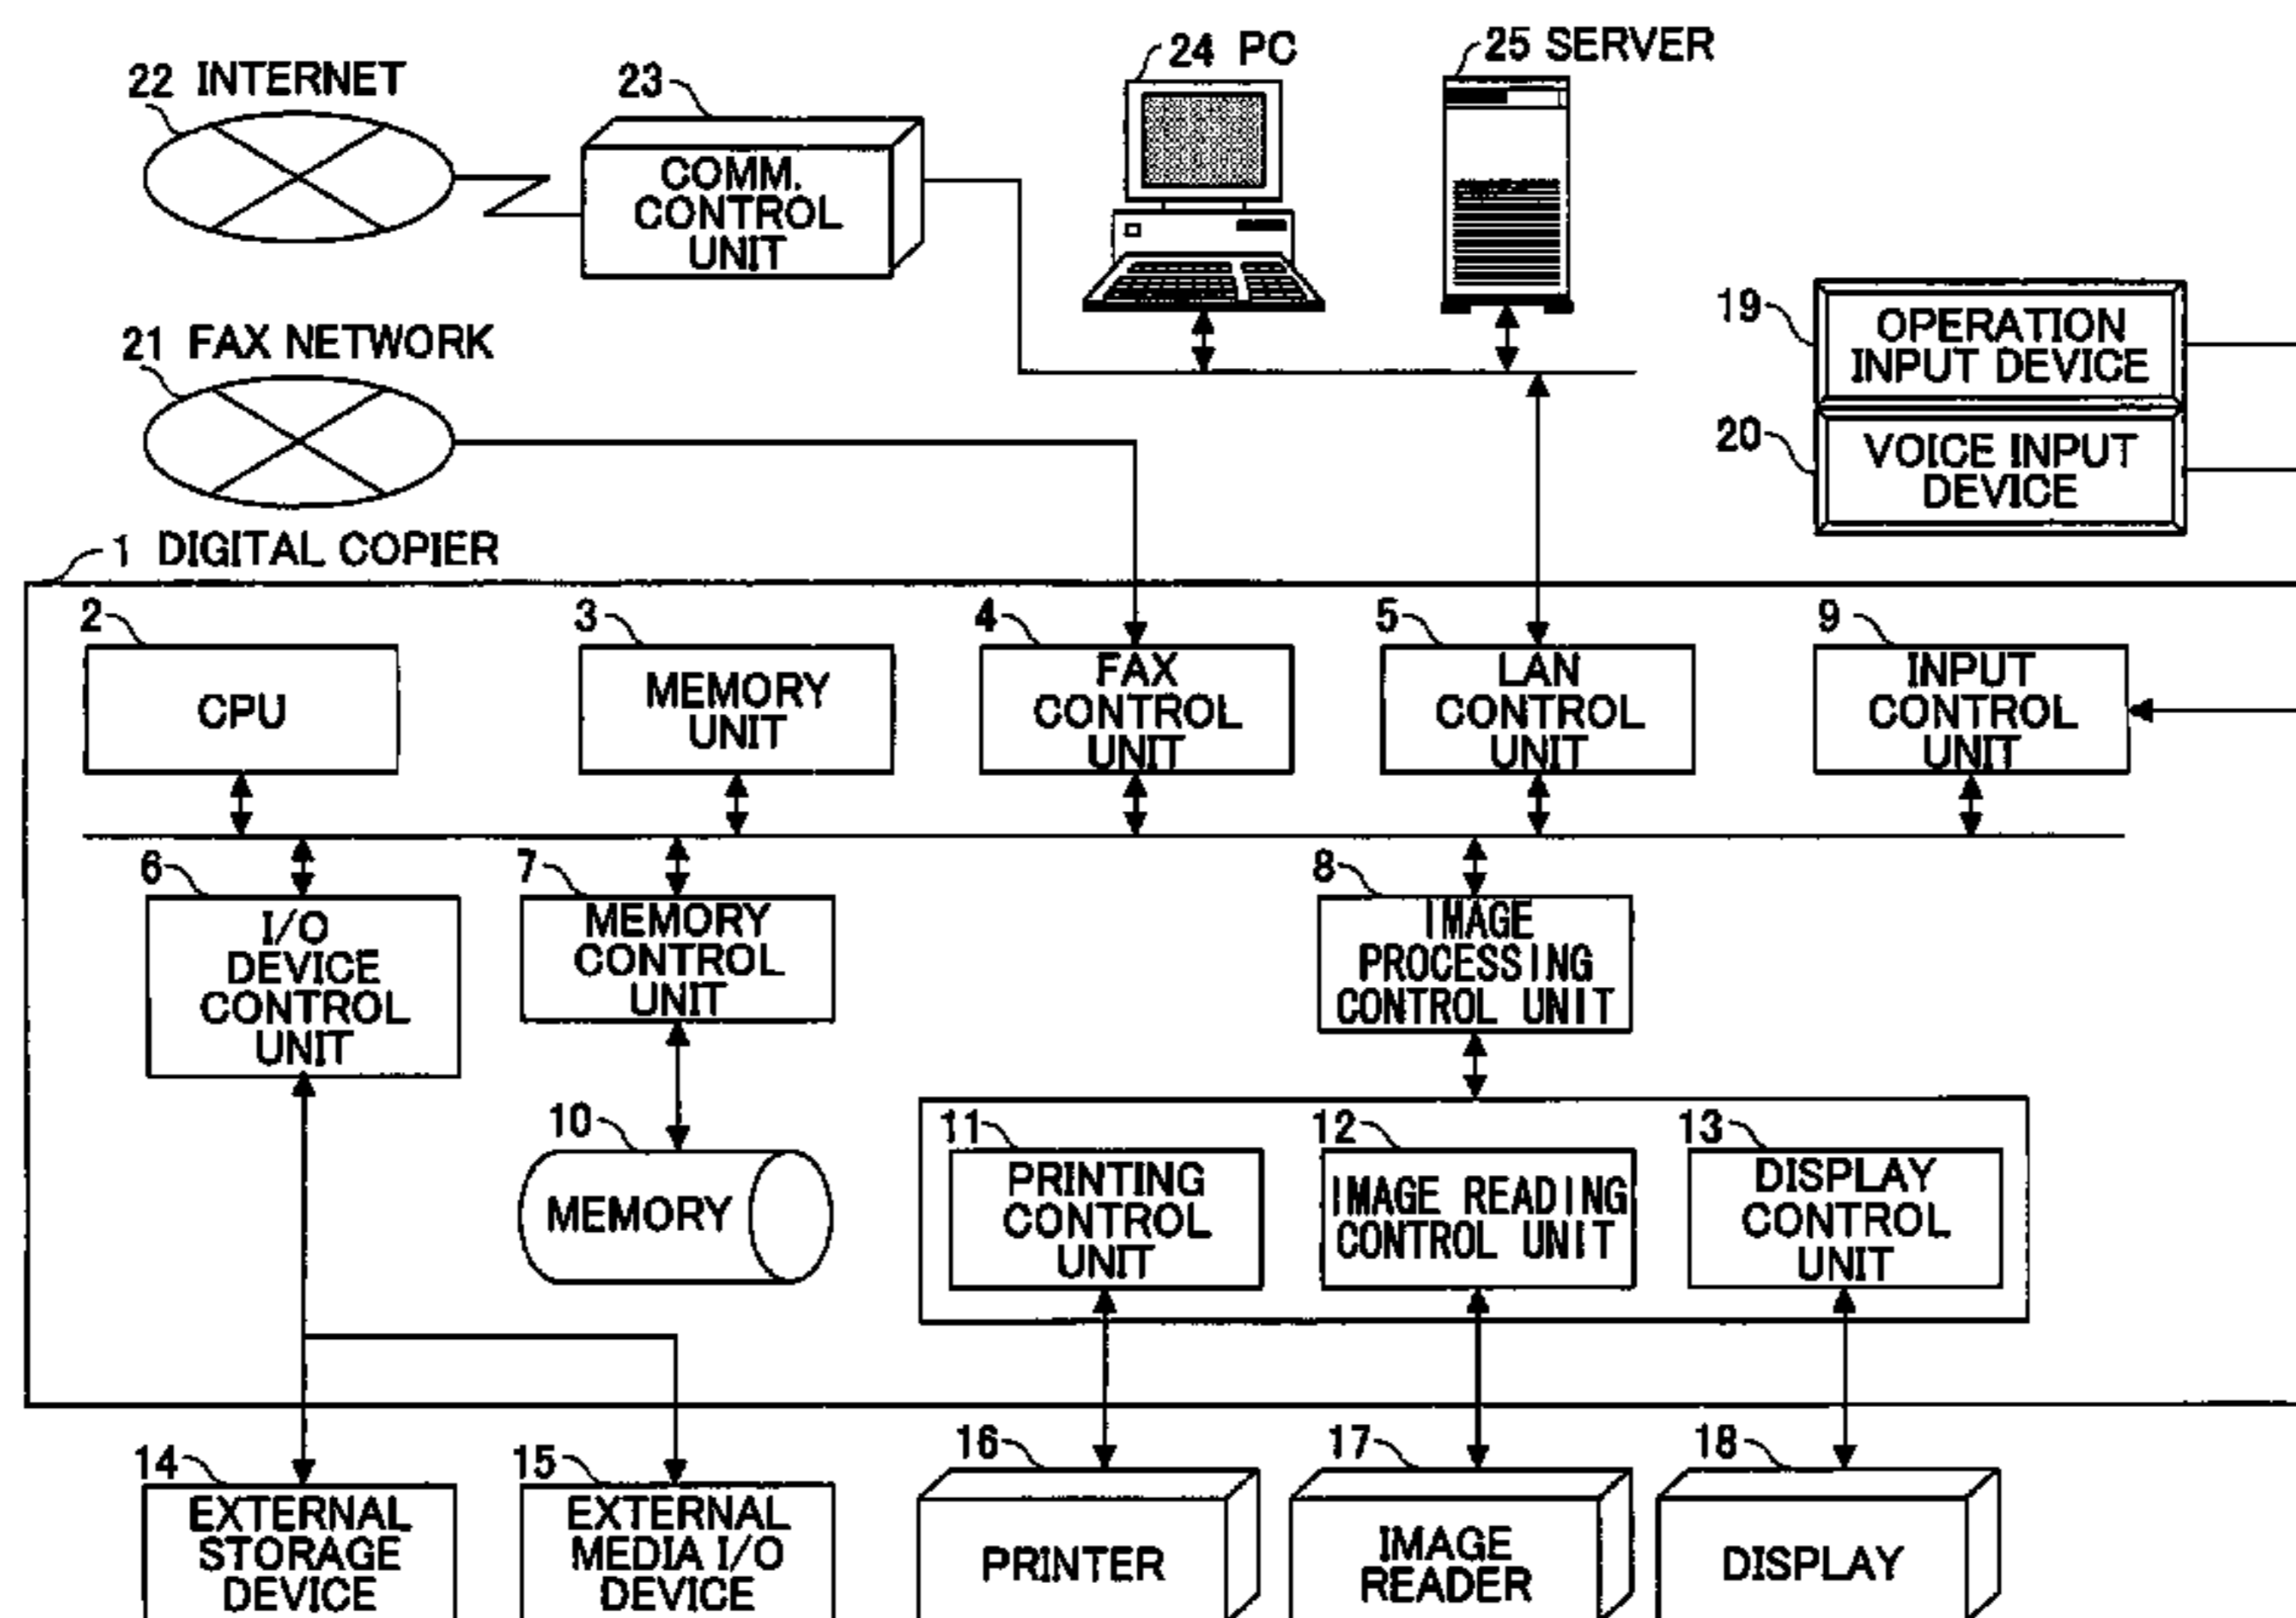 22 INTERNET
23
COMM.
CONTROL
UNIT
24 PC
25 SERVER
21 FAX NETWORK
19
OPERATION
INPUT DEVICE
20
VOICE INPUT
DEVICE
1 DIGITAL COPIER
2
CPU
3
MEMORY
UNIT
4
FAX
CONTROL
UNIT
5
LAN
CONTROL
UNIT
9
INPUT
CONTROL
UNIT
6
I/O
DEVICE
CONTROL
UNIT
7
MEMORY
CONTROL
UNIT
8
IMAGE
PROCESSING
CONTROL UNIT
10
MEMORY
11
PRINTING
CONTROL
UNIT
12
IMAGE READING
CONTROL UNIT
13
DISPLAY
CONTROL
UNIT
14
EXTERNAL
STORAGE
DEVICE
15
EXTERNAL
MEDIA I/O
DEVICE
16
PRINTER
17
IMAGE
READER
18
DISPLAY